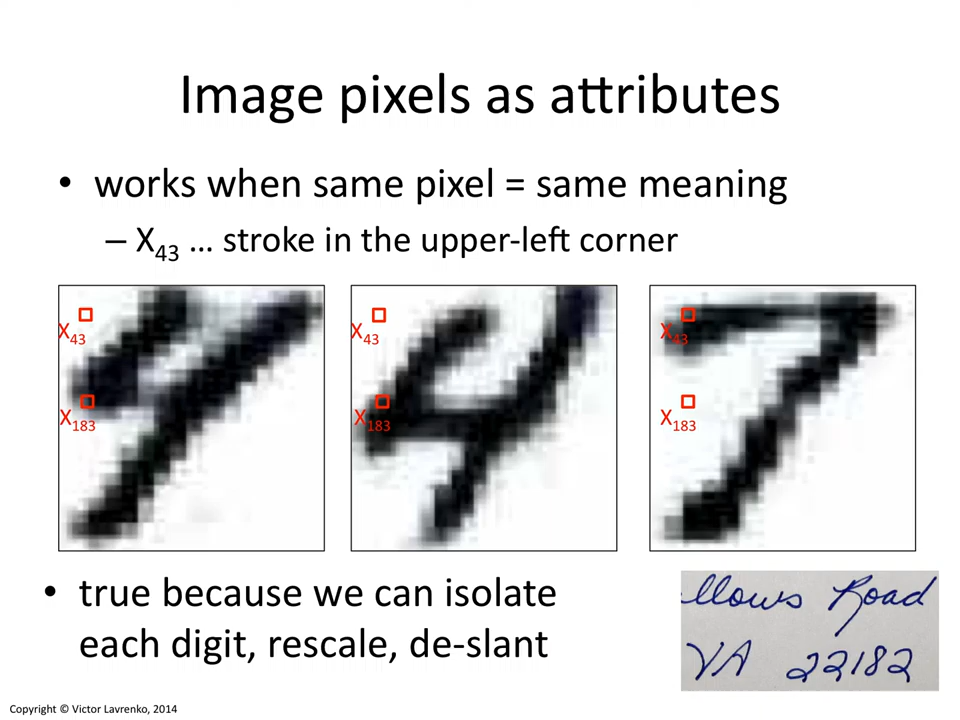 Image pixels as attributes
• works when same pixel = same meaning
– X43 … stroke in the upper-left corner
X43 X43 X43
X183 X183 X183
• true because we can isolate
each digit, rescale, de-slant
llows Road
VA 22182
Copyright © Victor Lavrenko, 2014